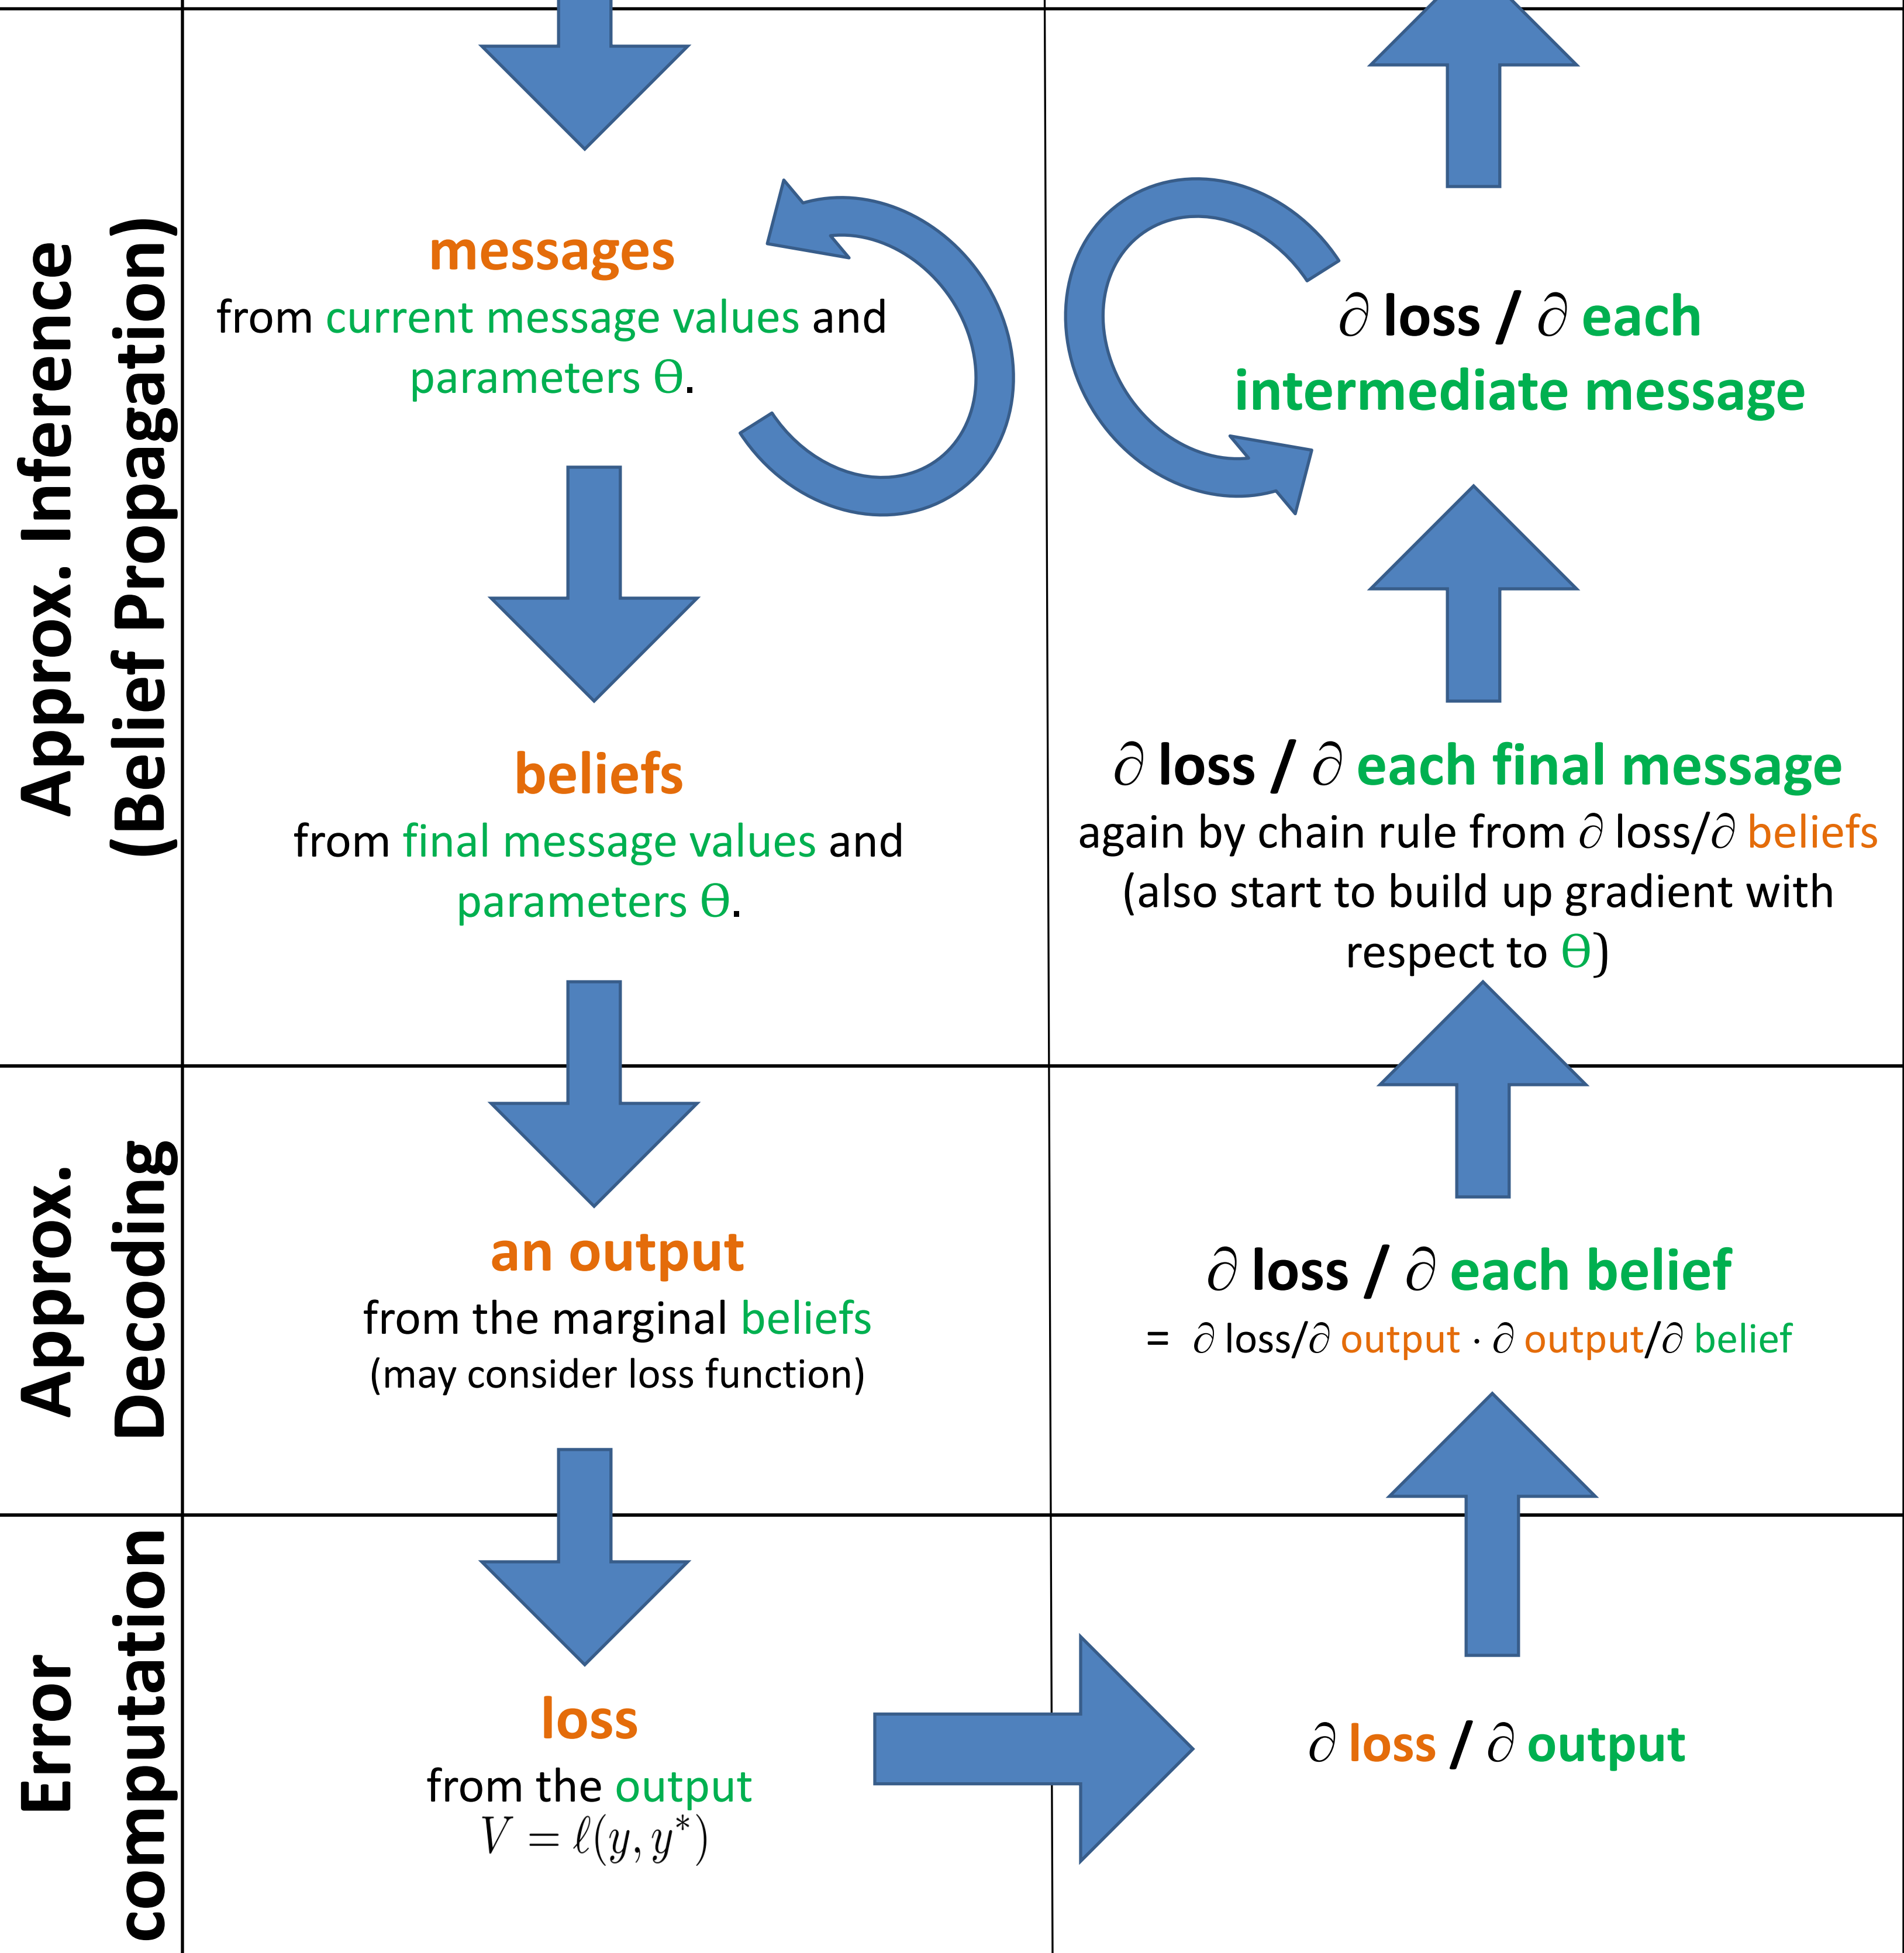 Approx. Inference
(Belief Propagation)
messages
from current message values and
parameters Θ.
∂ loss / ∂ each
intermediate message
beliefs
from final message values and
parameters Θ.
∂ loss / ∂ each final message
again by chain rule from ∂ loss/∂ beliefs
(also start to build up gradient with
respect to Θ)
Approx.
Decoding
an output
from the marginal beliefs
(may consider loss function)
∂ loss / ∂ each belief
= ∂ loss/∂ output · ∂ output/∂ belief
Error
computation
loss
from the output
V = ℓ(y, y*)
∂ loss / ∂ output